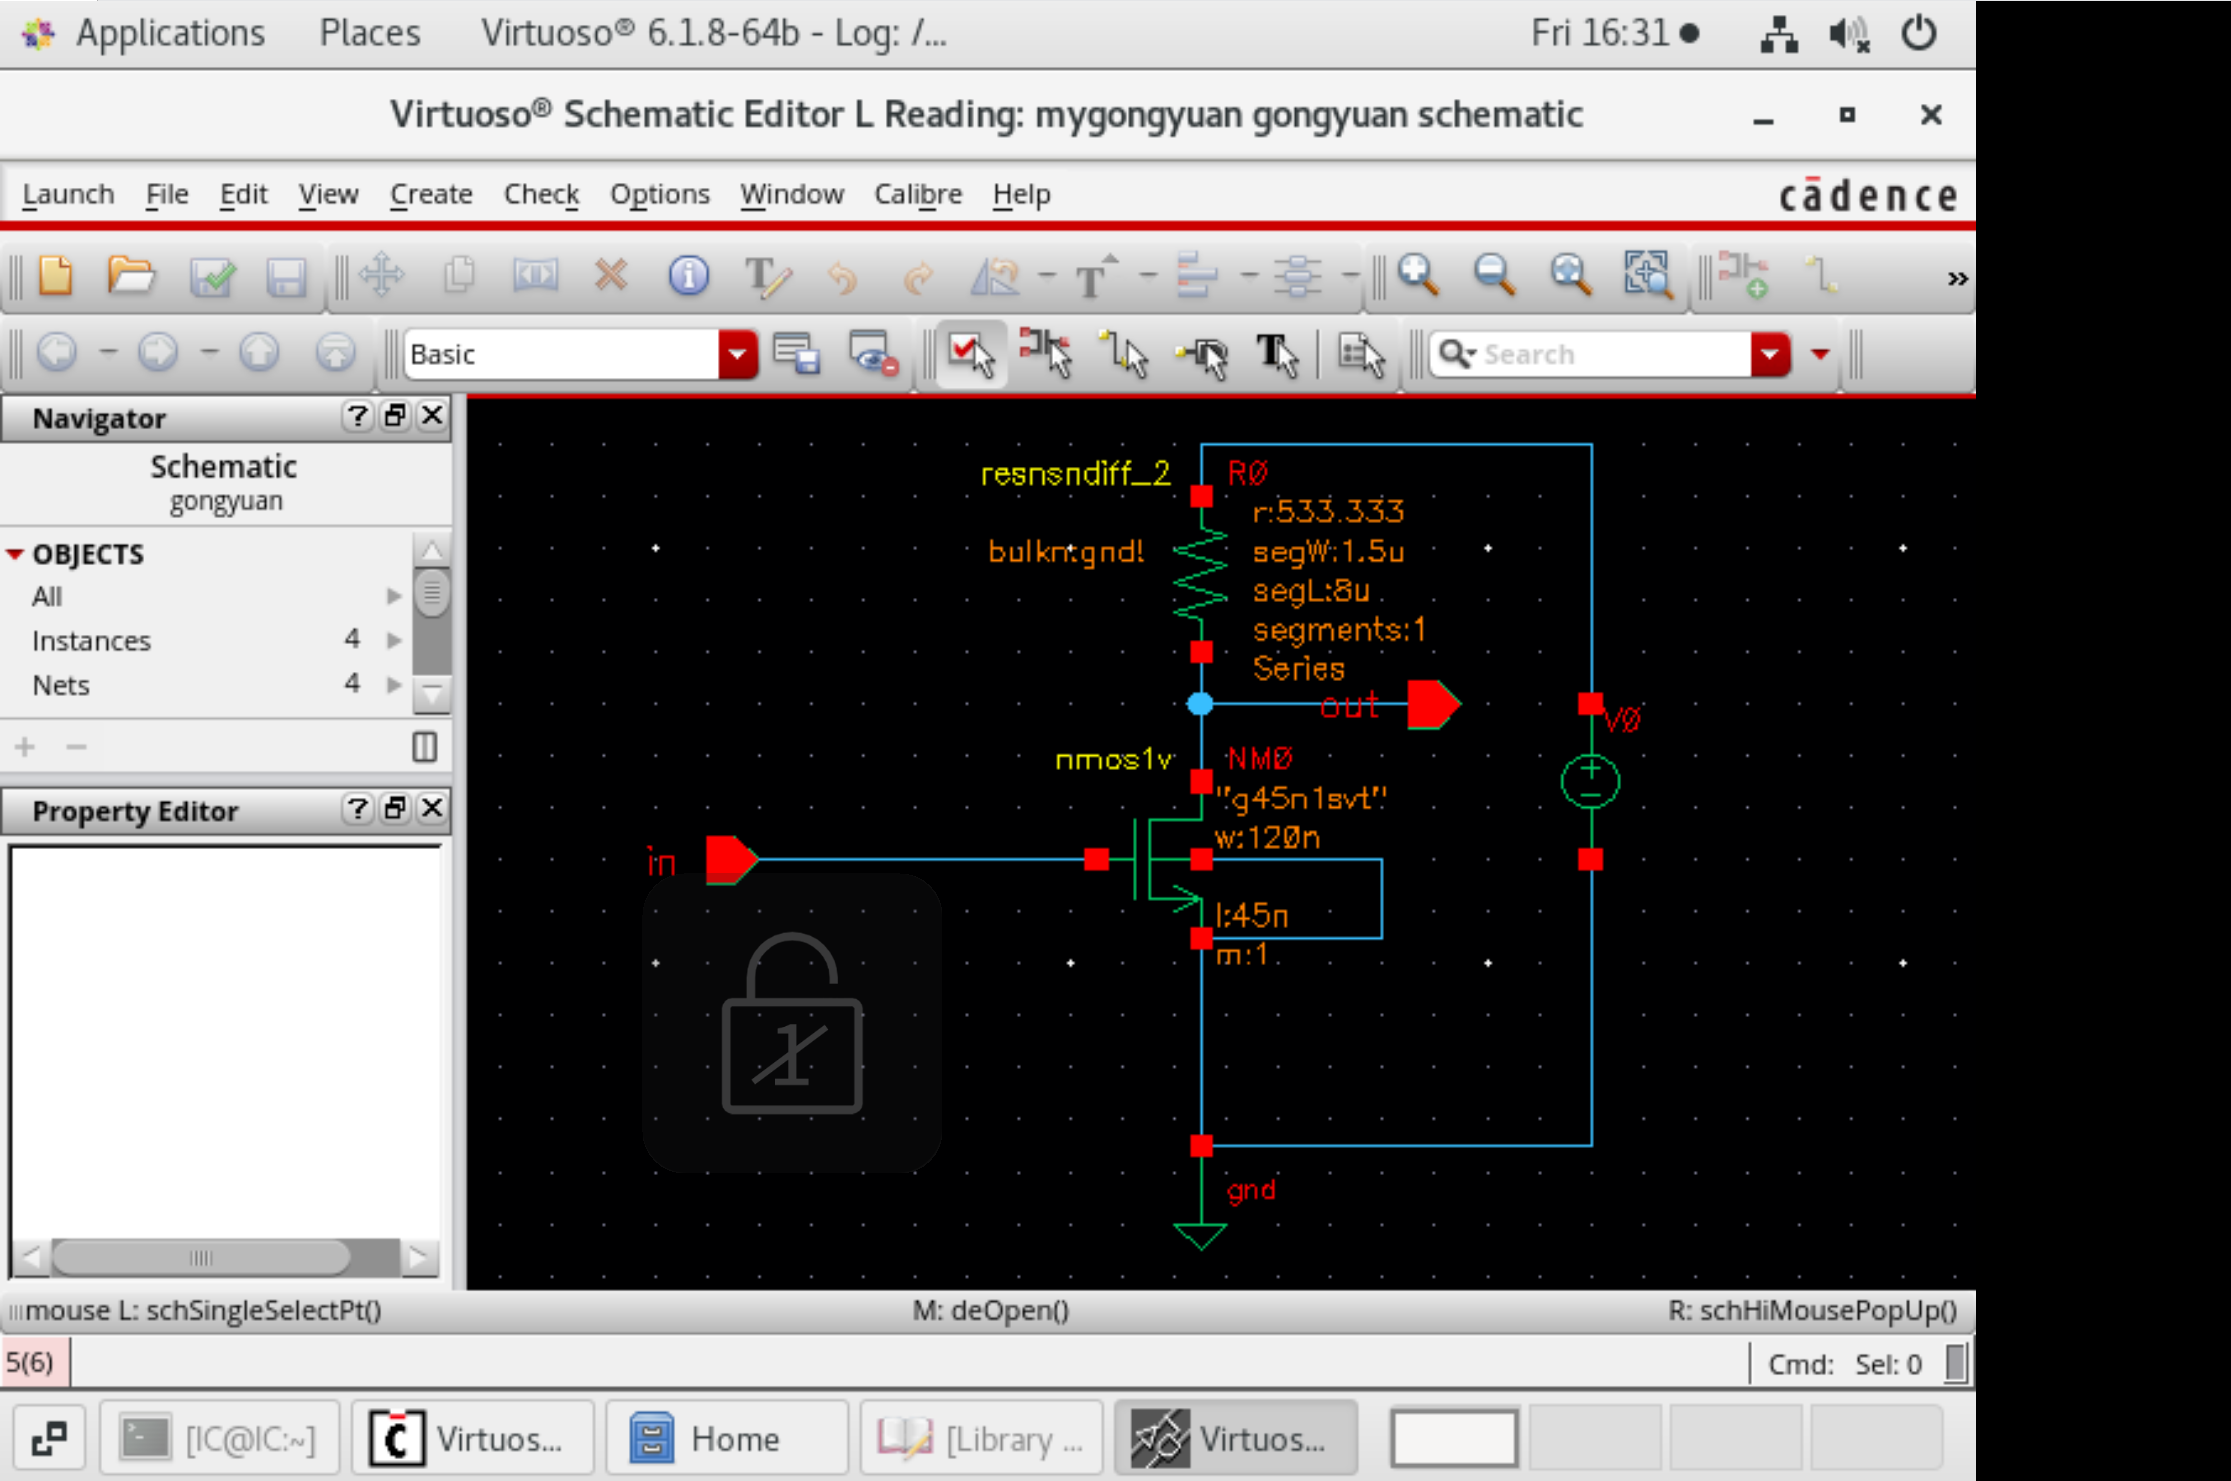 Applications Places Virtuoso® 6.1.8-64b - Log: /... Fri 16:31
Virtuoso® Schematic Editor L Reading: mygongyuan gongyuan schematic
Launch File Edit View Create Check Options Window Calibre Help cādence
Basic Search
Navigator
Schematic
gongyuan
OBJECTS
All
Instances 4
Nets 4
Property Editor
resnsndiff_2 R0
r:533.333
bulkn:gnd! segW:1.5u
segL:8u
segments:1
Series
out
V0
nmos1v NM0
"g45n1svt"
w:120n
in
l:45n
m:1
1
gnd
mouse L: schSingleSelectPt() M: deOpen() R: schHiMousePopUp()
5(6) Cmd: Sel: 0
[IC@IC:~] Virtuos... Home [Library ... Virtuos...